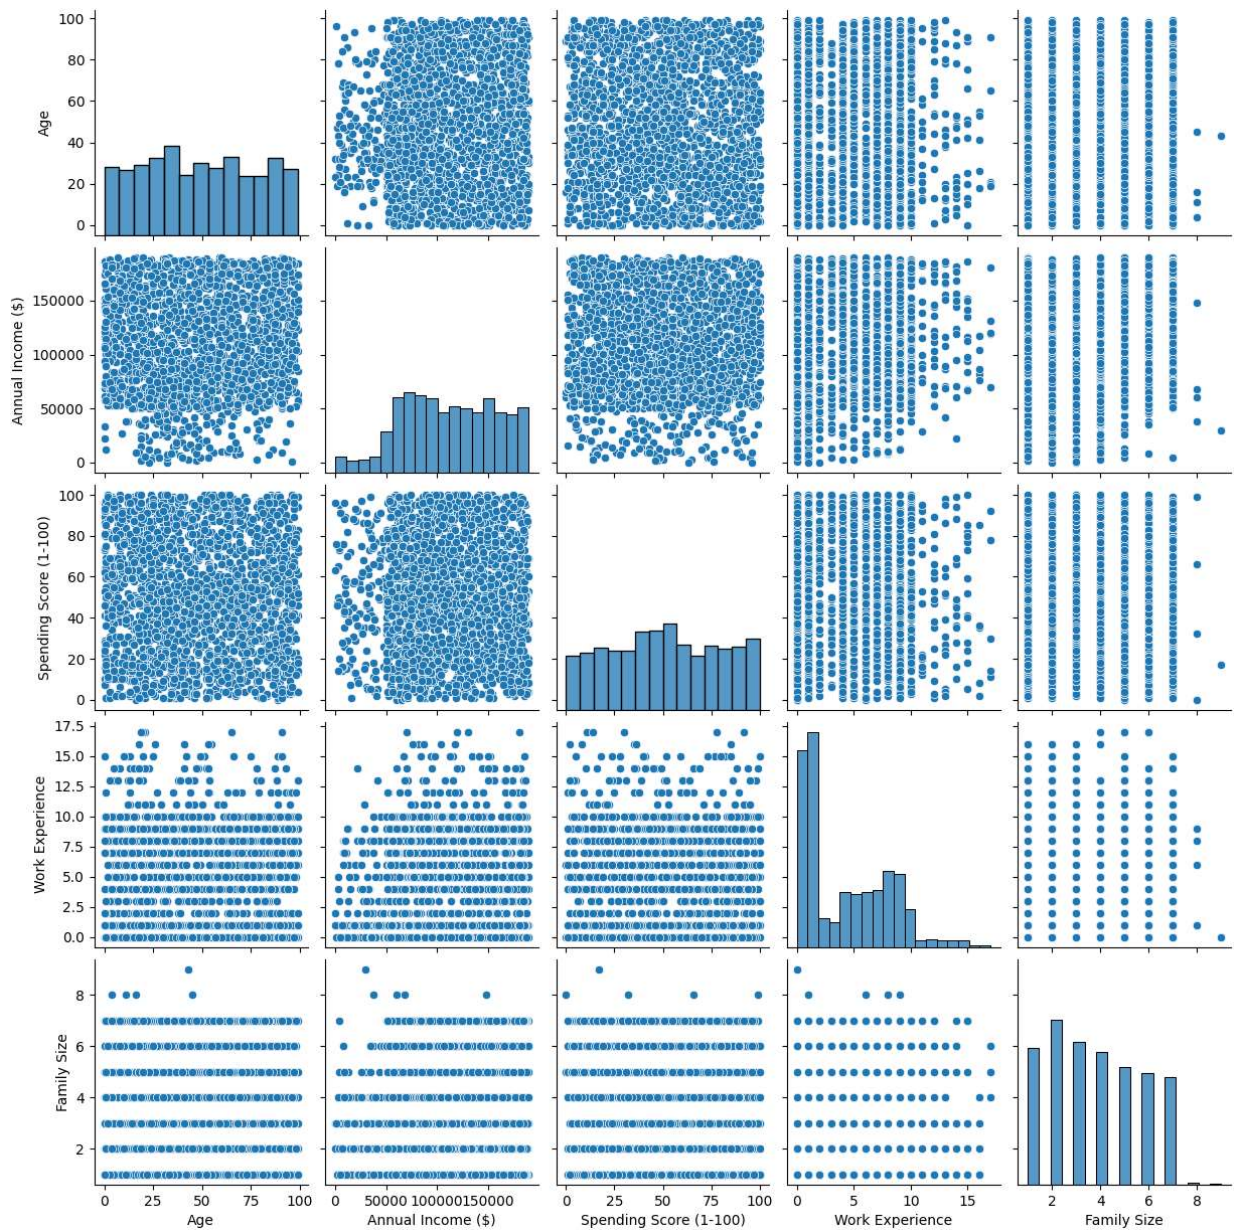 100
80
60
40
20
0
Age
150000
100000
50000
0
Annual Income ($)
100
80
60
40
20
0
Spending Score (1-100)
17.5
15.0
12.5
10.0
7.5
5.0
2.5
0.0
Work Experience
8
6
4
2
Family Size
0 25 50 75 100
0 50000 100000 150000
0 25 50 75 100
0 5 10 15
2 4 6 8
Age
Annual Income ($)
Spending Score (1-100)
Work Experience
Family Size